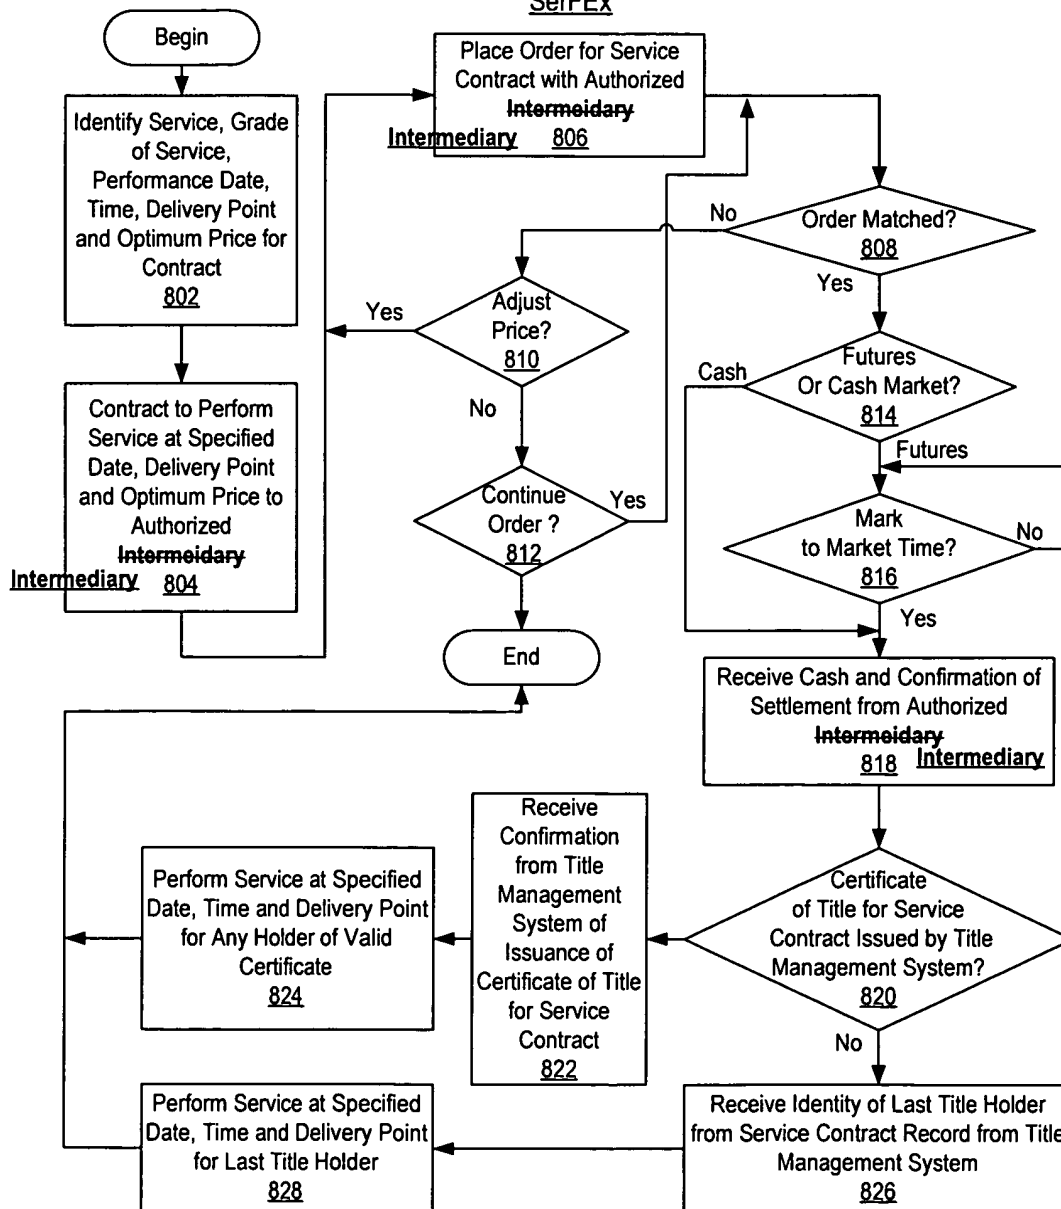 SerFEx
Begin
Identify Service, Grade
of Service,
Performance Date,
Time, Delivery Point
and Optimum Price for
Contract
802
Contract to Perform
Service at Specified
Date, Delivery Point
and Optimum Price to
Authorized
Intermeidary
Intermediary 804
Place Order for Service
Contract with Authorized
Intermeidary
Intermediary 806
Order Matched?
808
No
Yes
Adjust
Price?
810
Yes
No
Continue
Order ?
812
Yes
End
Futures
Or Cash Market?
814
Cash
Futures
Mark
to Market Time?
816
No
Yes
Receive Cash and Confirmation of
Settlement from Authorized
Intermeidary
818 Intermediary
Certificate
of Title for Service
Contract Issued by Title
Management System?
820
No
Receive
Confirmation
from Title
Management
System of
Issuance of
Certificate of Title
for Service
Contract
822
Perform Service at Specified
Date, Time and Delivery Point
for Any Holder of Valid
Certificate
824
Receive Identity of Last Title Holder
from Service Contract Record from Title
Management System
826
Perform Service at Specified
Date, Time and Delivery Point
for Last Title Holder
828